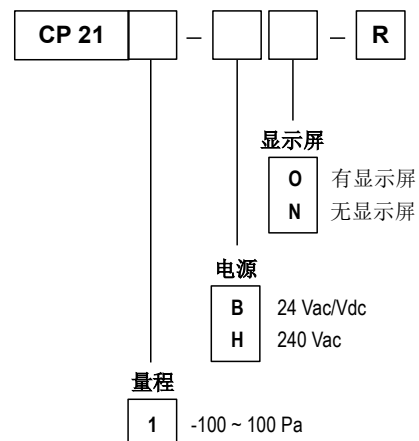 CP 21 – – R
显示屏
O 有显示屏
N 无显示屏
电源
B 24 Vac/Vdc
H 240 Vac
量程
1 -100 ~ 100 Pa